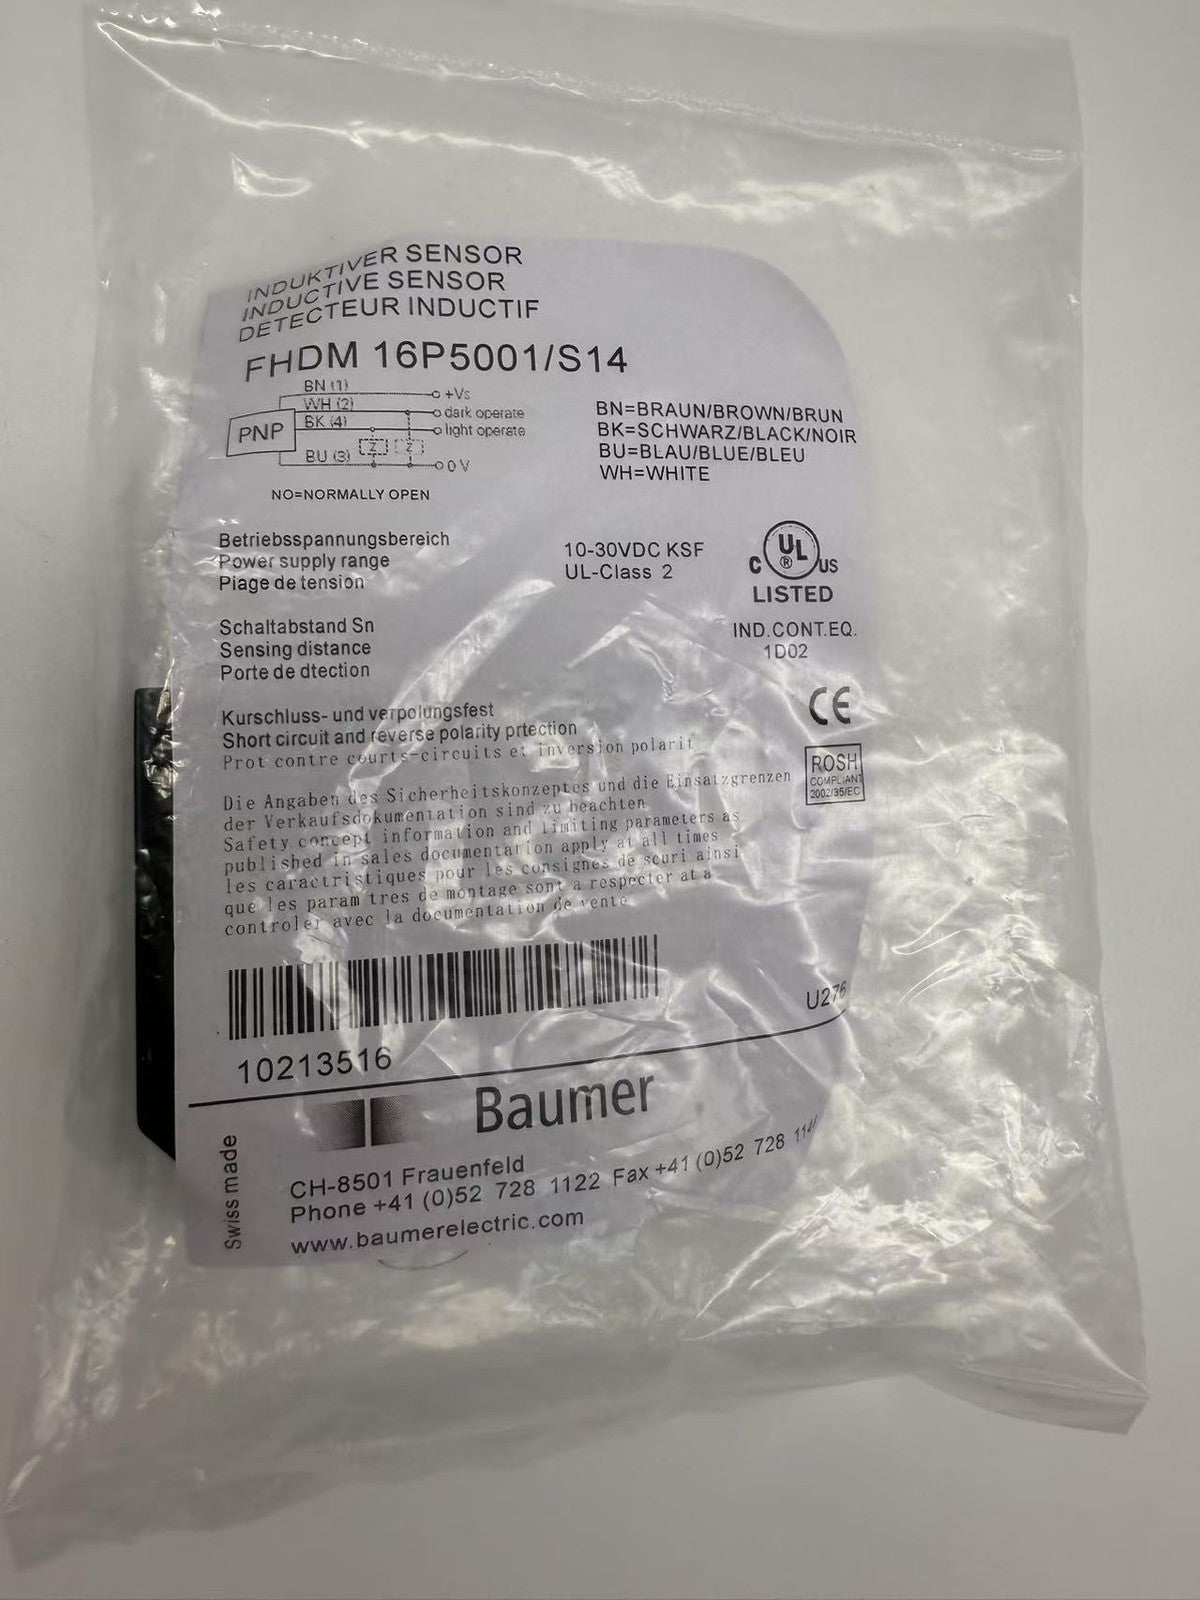 INDUKTIVER SENSOR
INDUCTIVE SENSOR
DETECTEUR INDUCTIF
FHDM 16P5001/S14
BN (1)
+Vs
WH (2)
dark operate
PNP
BK (4)
light operate
Z
Z
BU (3)
0 V
NO=NORMALLY OPEN
BN=BRAUN/BROWN/BRUN
BK=SCHWARZ/BLACK/NOIR
BU=BLAU/BLUE/BLEU
WH=WHITE
Betriebsspannungsbereich
Power supply range
Plage de tension
10-30VDC KSF
UL-Class 2
C UL ® US
LISTED
IND.CONT.EQ.
1D02
Schaltabstand Sn
Sensing distance
Porte de dtection
CE
Kurschluss- und verpolungsfest
Short circuit and reverse polarity prtection
Prot contre courts-circuits et inversion polarit
ROSH
COMPLIANT
2002/35/EC
Die Angaben des Sicherheitskonzeptes und die Einsatzgrenzen
der Verkaufsdokumentation sind zu beachten
Safety concept information and limiting parameters as
published in sales documentation apply at all times
les caractristiques pour les consignes de scuri ainsi
que les param tres de montage sont a respecter at a
controler avec la documentation de vente
10213516
U276
Baumer
Swiss made
CH-8501 Frauenfeld
Phone +41 (0)52 728 1122 Fax +41 (0)52 728
www.baumerelectric.com